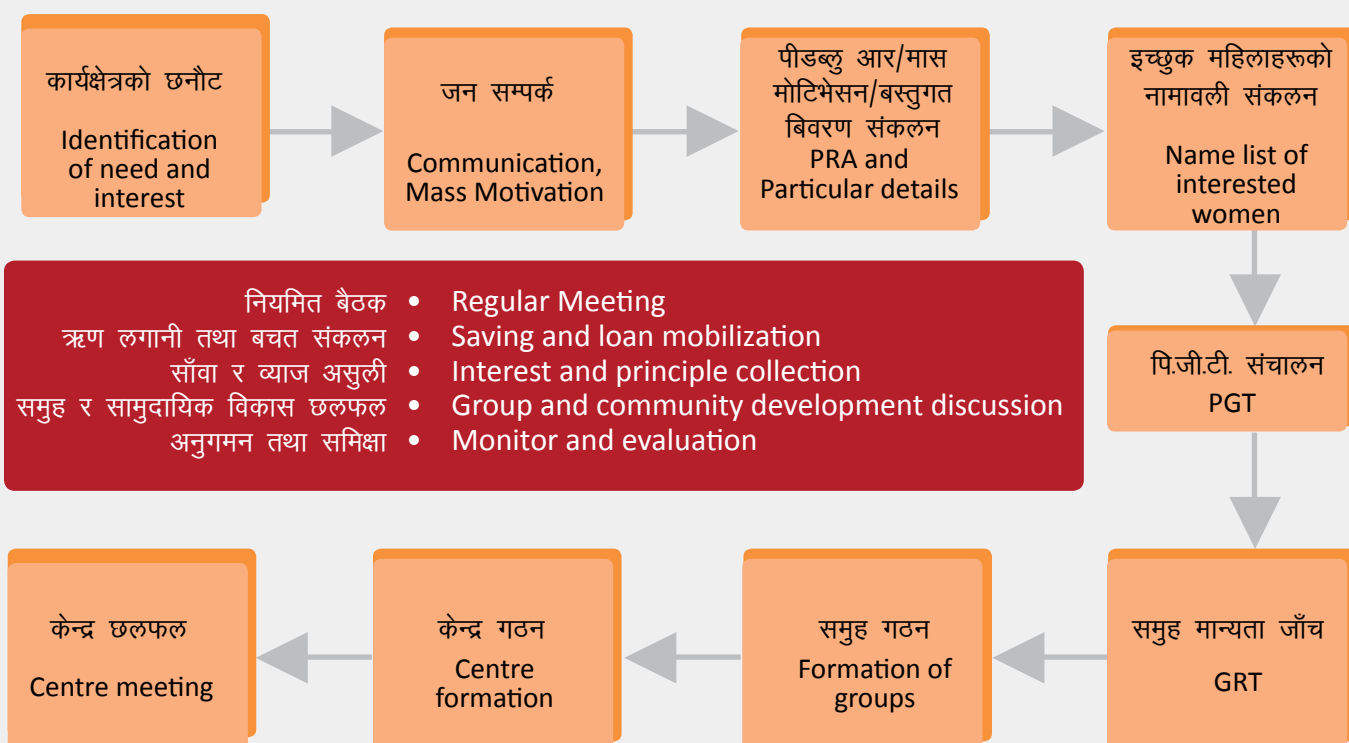 कार्यक्षेत्रको छनौट
Identification
of need and
interest
जन सम्पर्क
Communication,
Mass Motivation
पीडब्लु आर/मास
मोटिभेसन/बस्तुगत
बिवरण संकलन
PRA and
Particular details
इच्छुक महिलाहरूको
नामावली संकलन
Name list of
interested
women
नियमित बैठक • Regular Meeting
ऋण लगानी तथा बचत संकलन • Saving and loan mobilization
साँवा र व्याज असुली • Interest and principle collection
समुह र सामुदायिक विकास छलफल • Group and community development discussion
अनुगमन तथा समिक्षा • Monitor and evaluation
पि.जी.टी. संचालन
PGT
समुह मान्यता जाँच
GRT
समुह गठन
Formation of
groups
केन्द्र गठन
Centre
formation
केन्द्र छलफल
Centre meeting